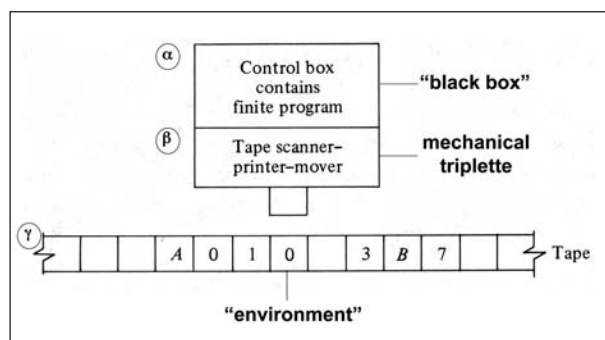 α
Control box
contains
finite program
“black box”
β
Tape scanner-
printer–mover
mechanical
triplette
γ
A 0 1 0 3 B 7
Tape
“environment”